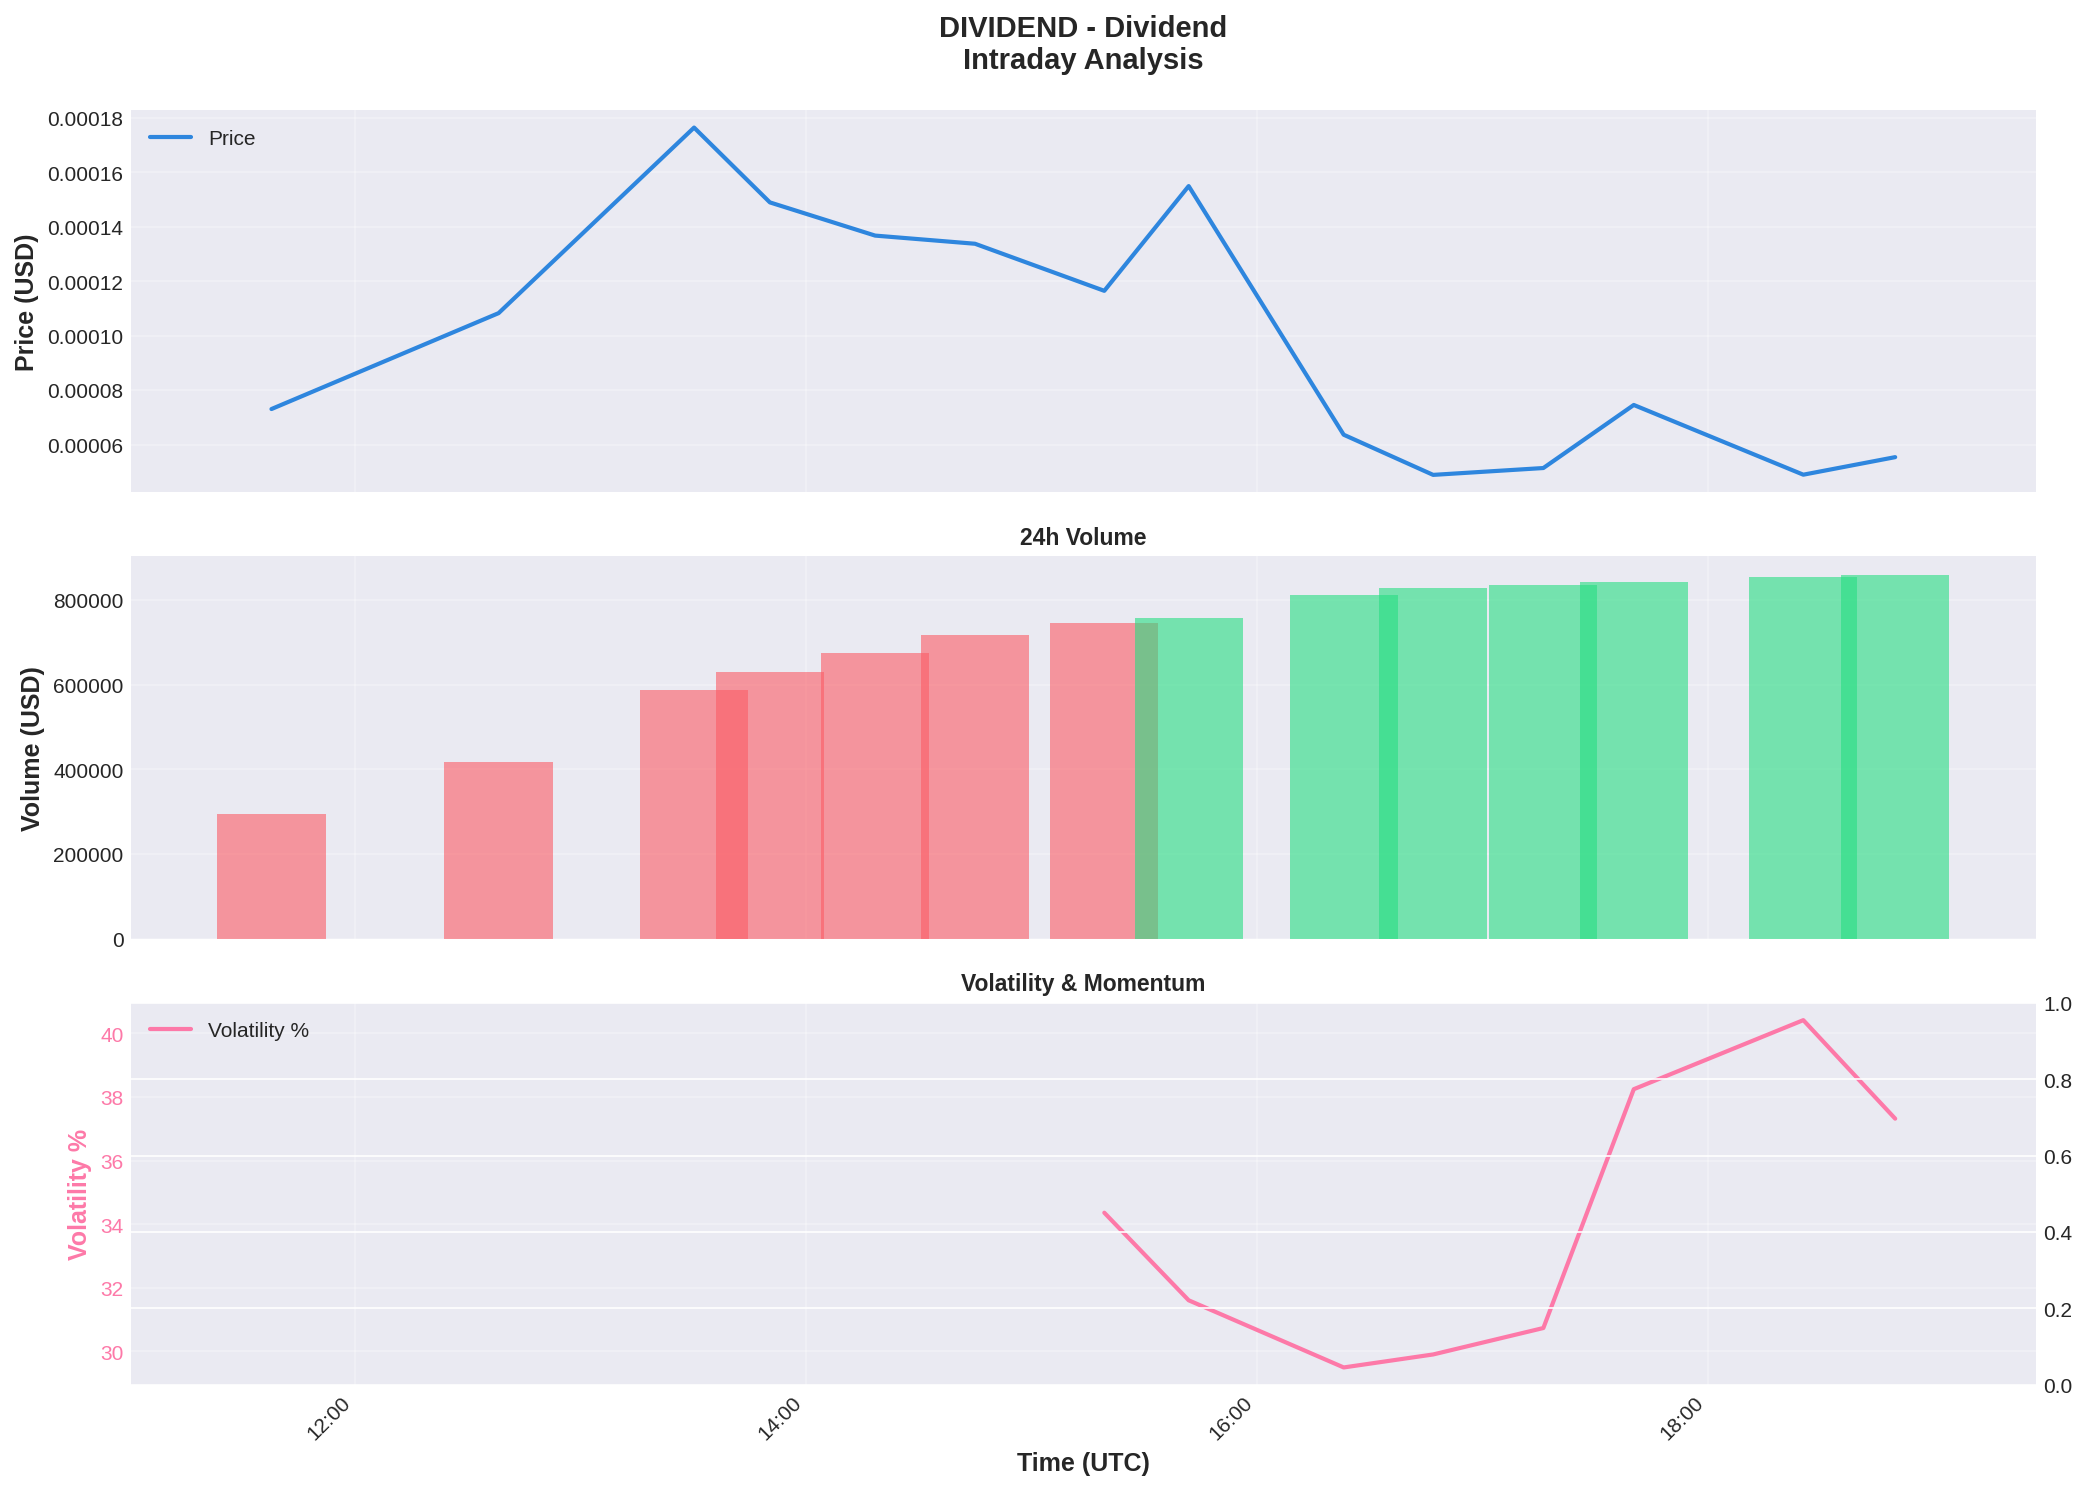 DIVIDEND - Dividend
Intraday Analysis
Price
Price (USD)
0.00018
0.00016
0.00014
0.00012
0.00010
0.00008
0.00006
24h Volume
Volume (USD)
800000
600000
400000
200000
0
Volatility & Momentum
Volatility %
Volatility %
40
38
36
34
32
30
1.0
0.8
0.6
0.4
0.2
0.0
12:00
14:00
16:00
18:00
Time (UTC)